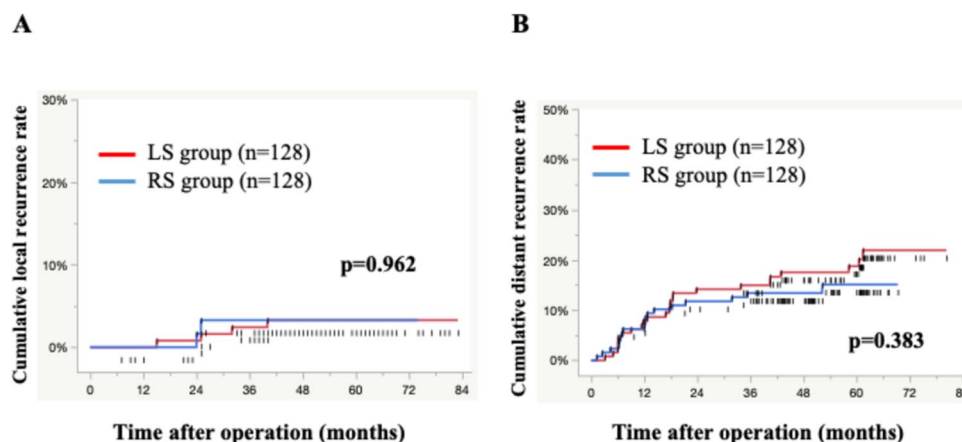 A
Cumulative local recurrence rate
30%
20%
10%
0%
LS group (n=128)
RS group (n=128)
p=0.962
0 12 24 36 48 60 72 84
Time after operation (months)
B
Cumulative distant recurrence rate
50%
40%
30%
20%
10%
0%
LS group (n=128)
RS group (n=128)
p=0.383
0 12 24 36 48 60 72
Time after operation (months)